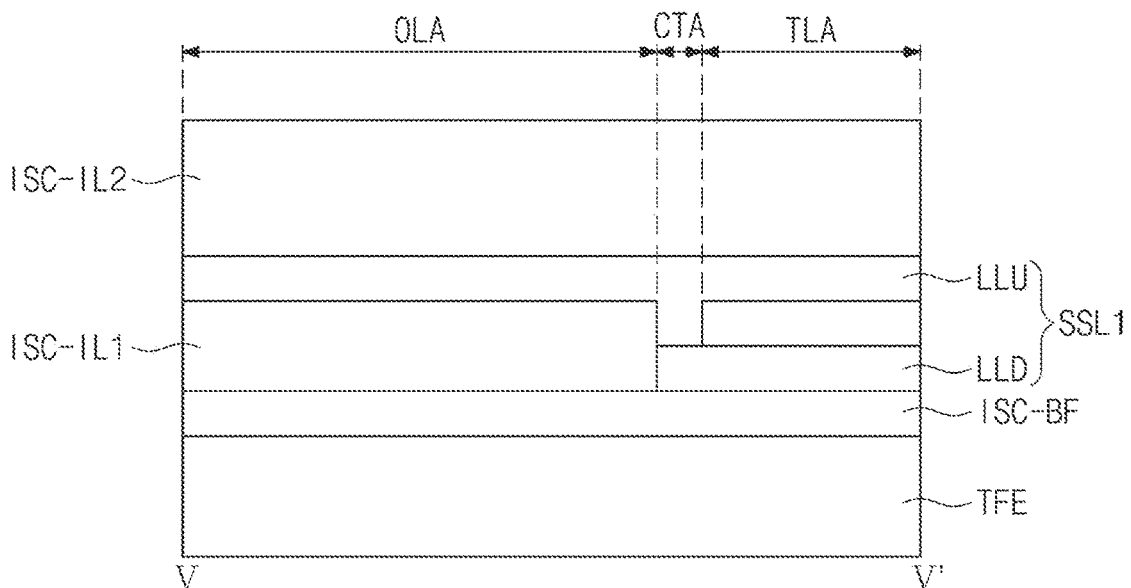 OLA CTA TLA
ISC-IL2
LLU
SSL1
ISC-IL1
LLD
ISC-BF
TFE
V V'